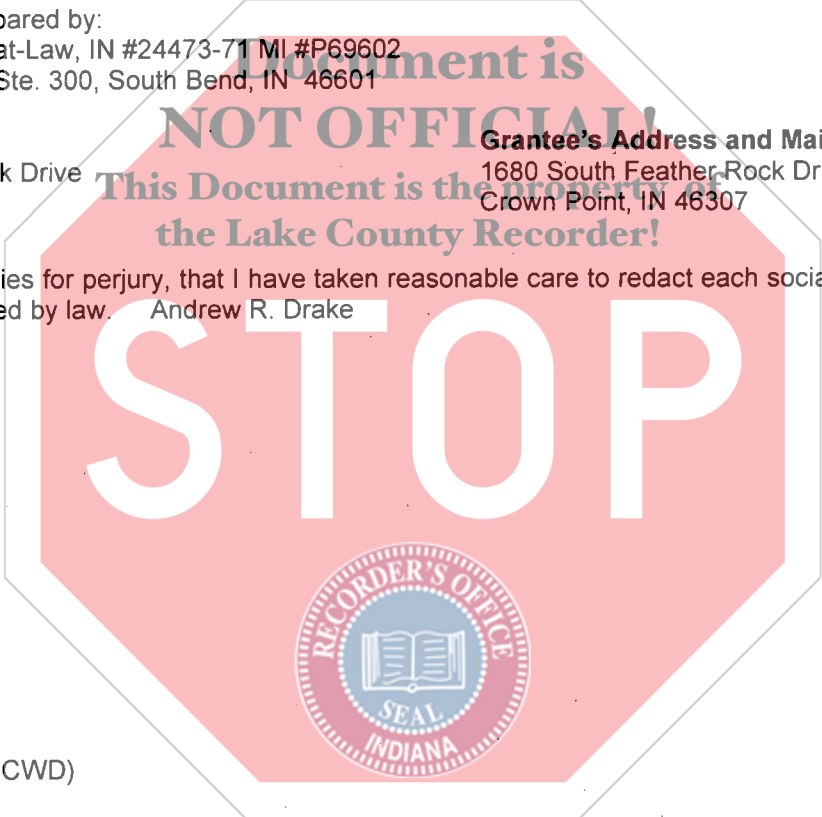 pared by:
at-Law, IN #24473-71 MI #P69602
Ste. 300, South Bend, IN 46601
Document is
NOT OFFICIAL!
This Document is the property of
the Lake County Recorder!
k Drive
Grantee's Address and Mai
1680 South Feather Rock Dr
Crown Point, IN 46307
ies for perjury, that I have taken reasonable care to redact each socia
ed by law. Andrew R. Drake
STOP
RECORDER'S OFFICE
SEAL
INDIANA
CWD)